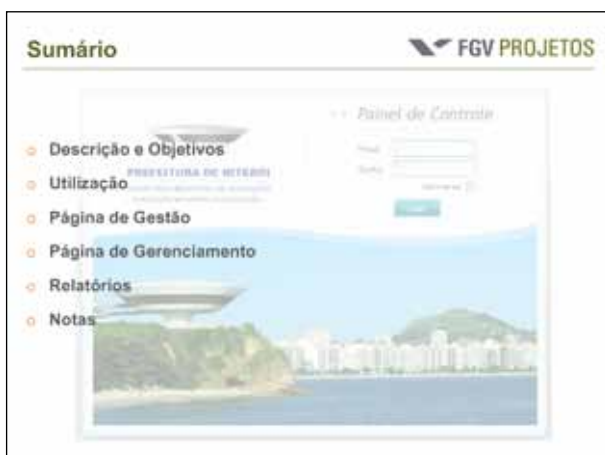 Sumário
FGV PROJETOS
Painel de Controle
Descrição e Objetivos
PREFEITURA DE NITERÓI
Utilização
Página de Gestão
Página de Gerenciamento
Relatórios
Notas